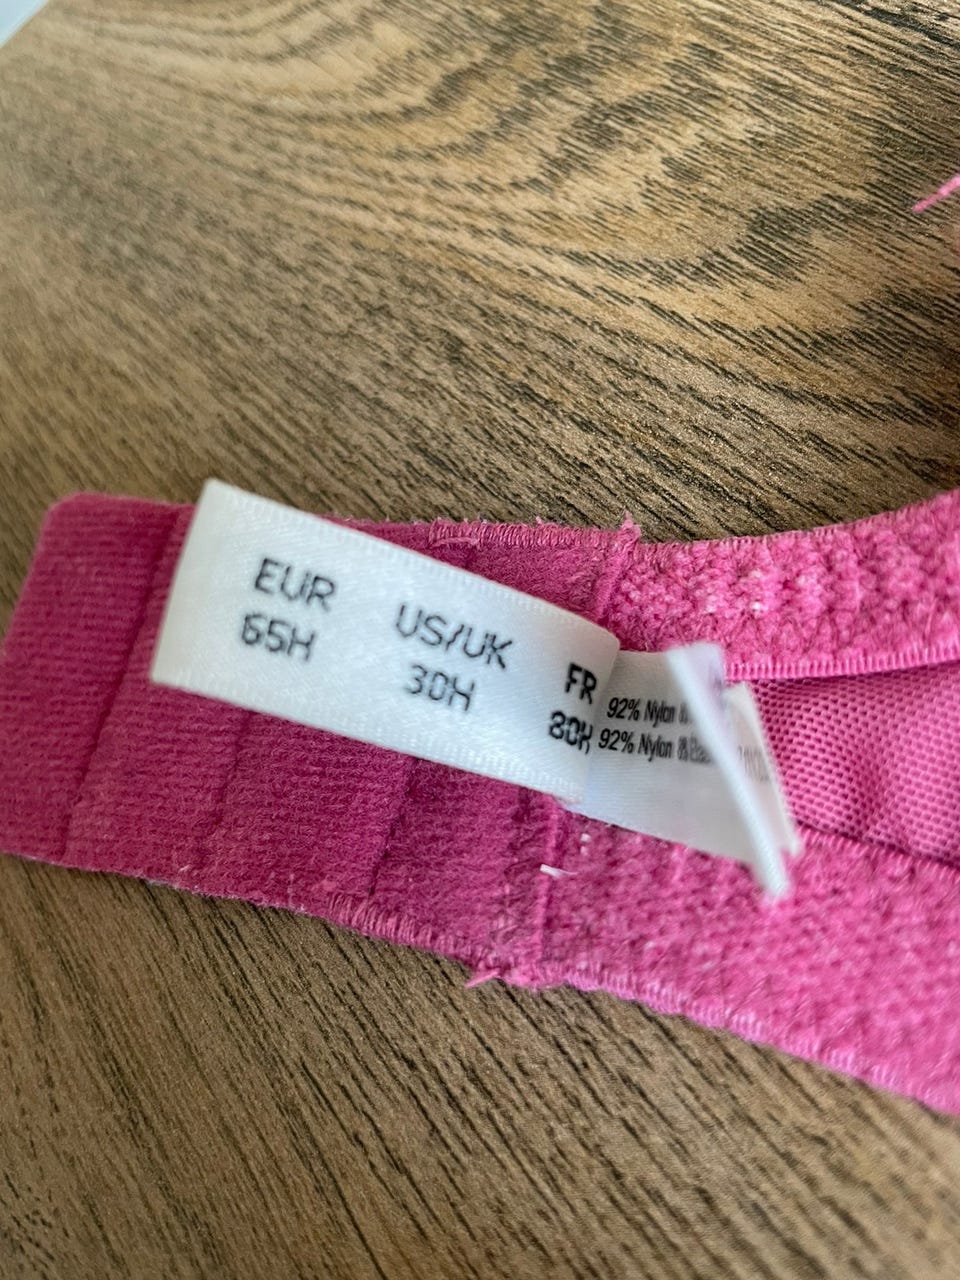 EUR
65H
US/UK
30H
FR
80H
92% Nylon
92% Nylon &